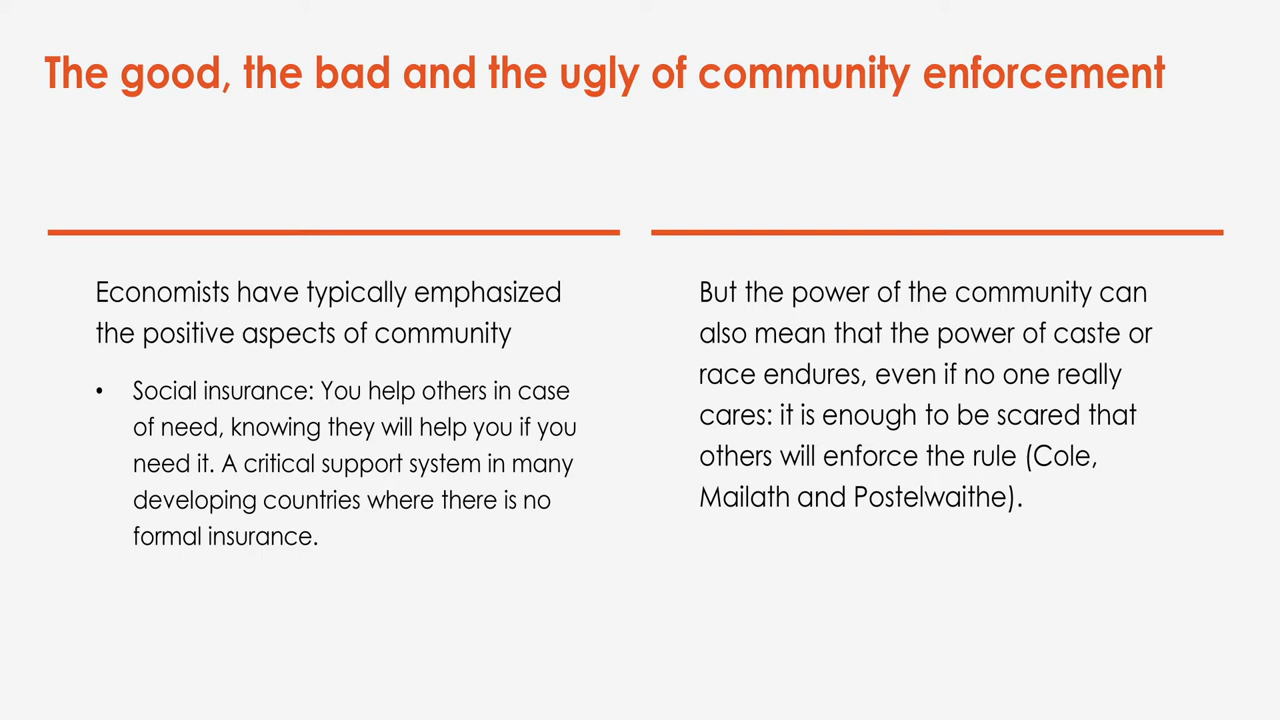 The good, the bad and the ugly of community enforcement
Economists have typically emphasized
the positive aspects of community
• Social insurance: You help others in case
of need, knowing they will help you if you
need it. A critical support system in many
developing countries where there is no
formal insurance.
But the power of the community can
also mean that the power of caste or
race endures, even if no one really
cares: it is enough to be scared that
others will enforce the rule (Cole,
Mailath and Postelwaithe).